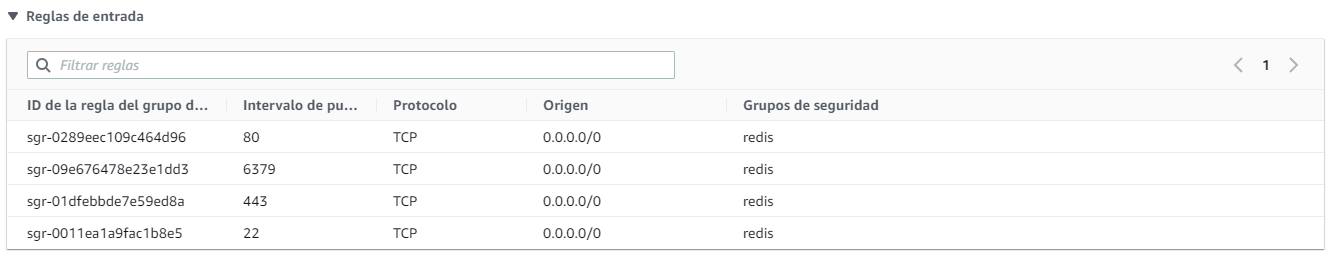 Reglas de entrada
Filtrar reglas
1
ID de la regla del grupo d... Intervalo de pu... Protocolo Origen Grupos de seguridad
sgr-0289eec109c464d96 80 TCP 0.0.0.0/0 redis
sgr-09e676478e23e1dd3 6379 TCP 0.0.0.0/0 redis
sgr-01dfebbde7e59ed8a 443 TCP 0.0.0.0/0 redis
sgr-0011ea1a9fac1b8e5 22 TCP 0.0.0.0/0 redis